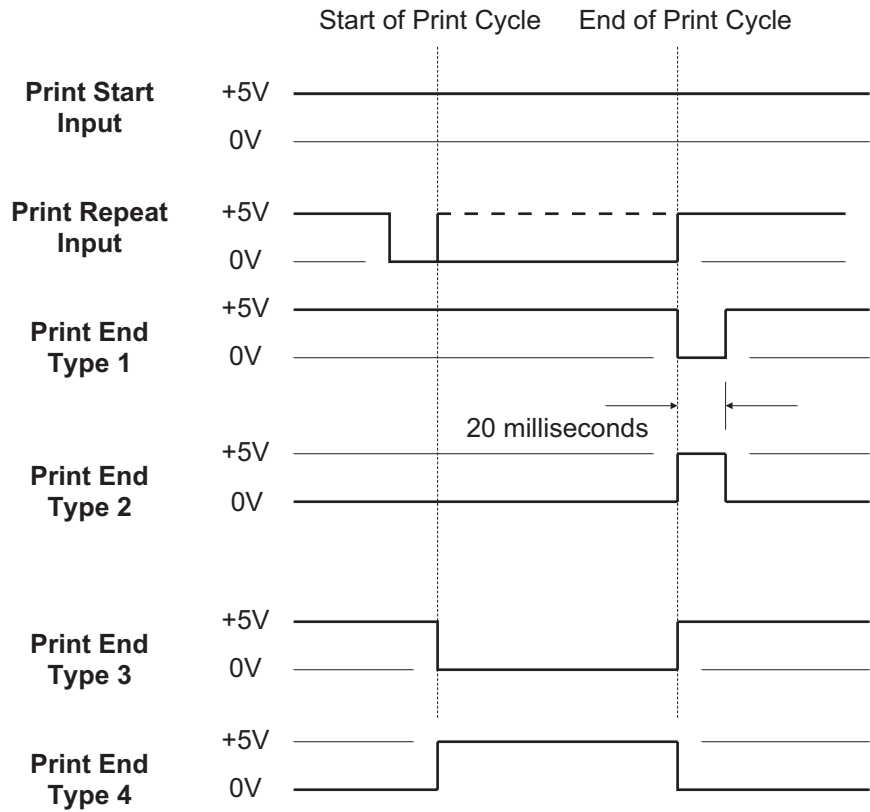 Start of Print Cycle End of Print Cycle
Print Start
Input
+5V
0V
Print Repeat
Input
+5V
0V
Print End
Type 1
+5V
0V
20 milliseconds
Print End
Type 2
+5V
0V
Print End
Type 3
+5V
0V
Print End
Type 4
+5V
0V